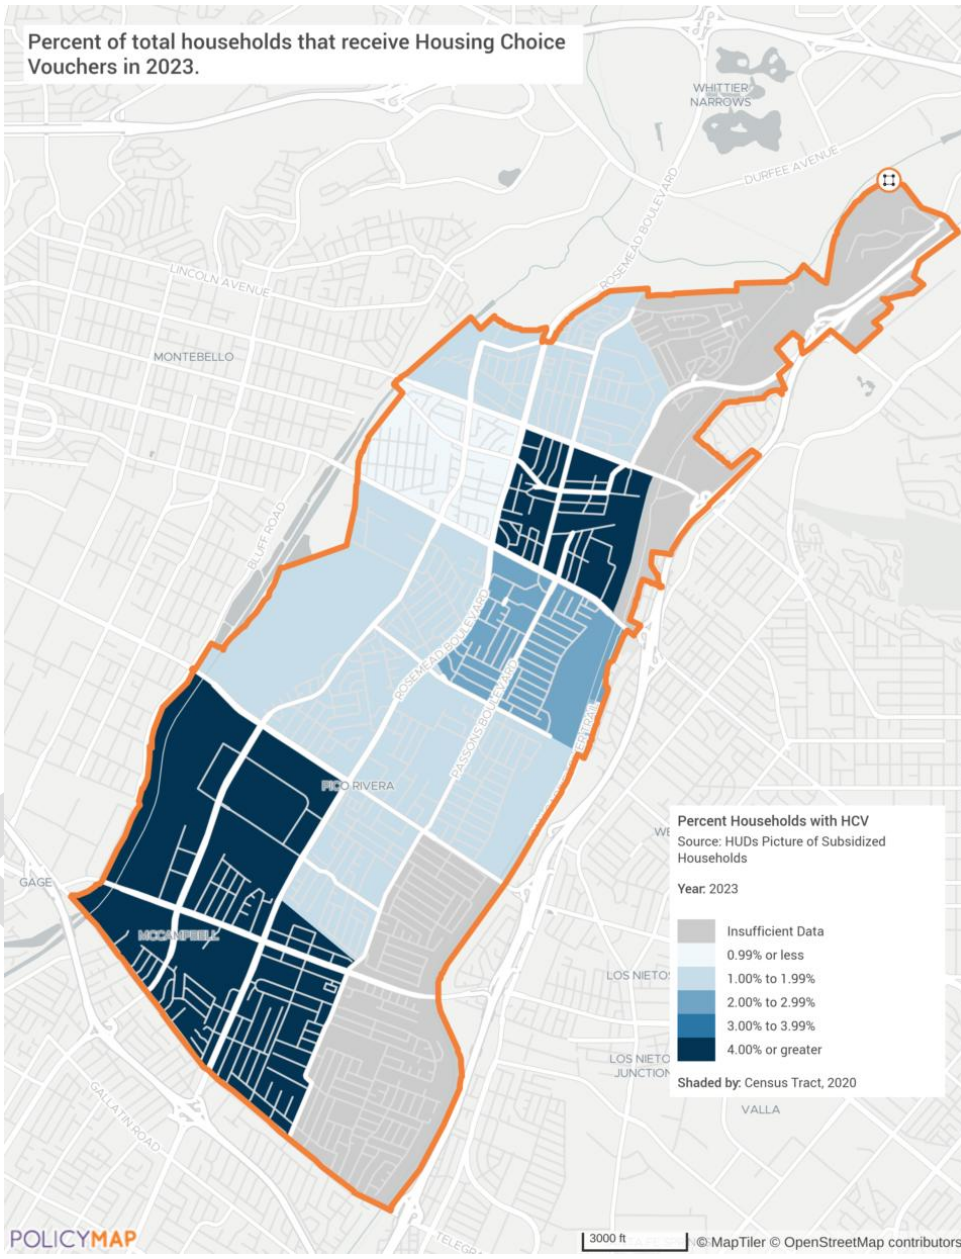 Percent of total households that receive Housing Choice
Vouchers in 2023.
WHITTIER
NARROWS
DURFEE AVENUE
ROSEMEAD BOULEVARD
LINCOLN AVENUE
MONTEBELLO
BLUFF ROAD
ROSEMEAD BOULEVARD
PASSONS BOULEVARD
PICO RIVERA
GAGE
MCCAMPBELL
GALLATIN ROAD
LOS NIETOS
LOS NIETO
JUNCTION
VALLA
Percent Households with HCV
Source: HUDs Picture of Subsidized
Households
Year: 2023
Insufficient Data
0.99% or less
1.00% to 1.99%
2.00% to 2.99%
3.00% to 3.99%
4.00% or greater
Shaded by: Census Tract, 2020
POLICYMAP
TELEGRA
3000 ft
© MapTiler © OpenStreetMap contributors